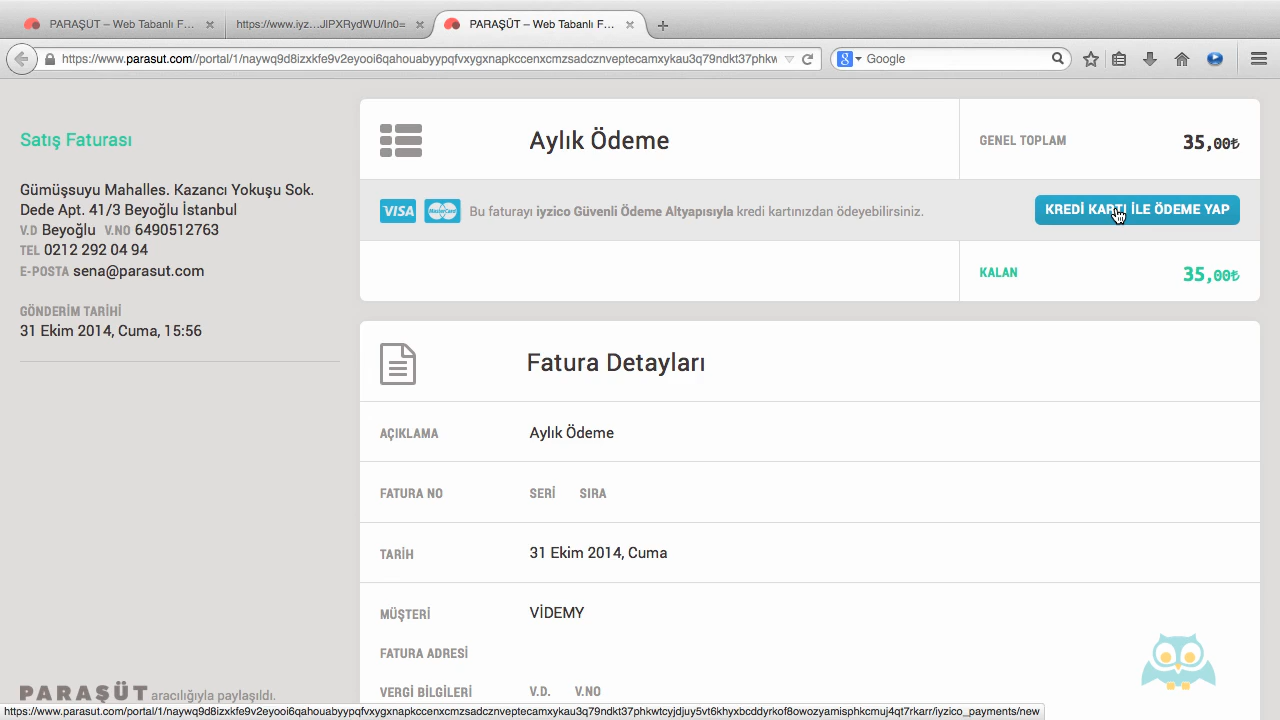 PARAŞUT – Web Tabanlı F...
https://www.iyz...JlPXRydWU/In0=
PARAŞÜT – Web Tabanlı F...
https://www.parasut.com//portal/1/naywq9d8izxkfe9v2eyooi6qahouabyypqfvxygxnapkccenxcmzsadcznveptecamxykau3q79ndkt37phkw
Google
Satış Faturası
Gümüşsuyu Mahalles. Kazancı Yokuşu Sok.
Dede Apt. 41/3 Beyoğlu İstanbul
V.D Beyoğlu V.NO 6490512763
TEL 0212 292 04 94
E-POSTA sena@parasut.com
GÖNDERİM TARİHİ
31 Ekim 2014, Cuma, 15:56
Aylık Ödeme
GENEL TOPLAM 35,00₺
VISA MasterCard Bu faturayı iyzico Güvenli Ödeme Altyapısıyla kredi kartınızdan ödeyebilirsiniz.
KREDİ KARTI İLE ÖDEME YAP
KALAN 35,00₺
Fatura Detayları
AÇIKLAMA Aylık Ödeme
FATURA NO SERİ SIRA
TARİH 31 Ekim 2014, Cuma
MÜŞTERİ VİDEMY
FATURA ADRESİ
VERGİ BİLGİLERİ V.D. V.NO
PARAŞÜT aracılığıyla paylaşıldı.
https://www.parasut.com/portal/1/naywq9d8izxkfe9v2eyooi6qahouabyypqfvxygxnapkccenxcmzsadcznveptecamxykau3q79ndkt37phkwtcyjdjuy5vt6khyxbcddyrkof8owozyamisphkcmuj4qt7rkarr/iyzico_payments/new